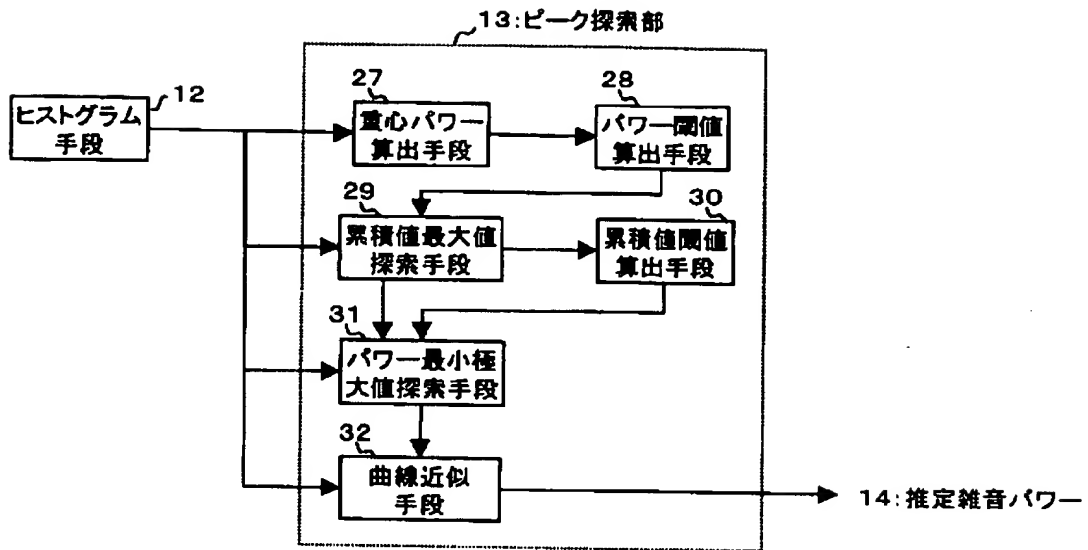 13:ピーク探索部
12
ヒストグラム
手段
27
重心パワー
算出手段
28
パワー閾値
算出手段
29
累積値最大値
探索手段
30
累積値閾値
算出手段
31
パワー最小極
大値探索手段
32
曲線近似
手段
14:推定雑音パワー